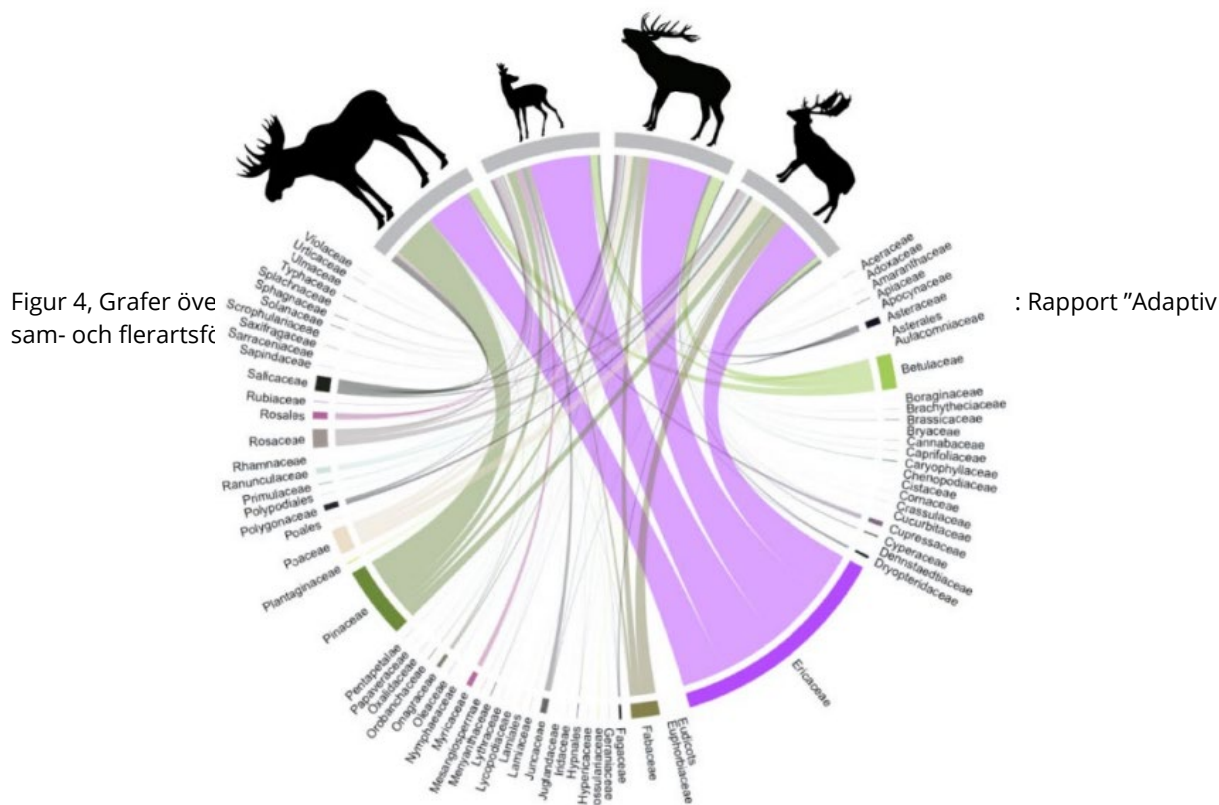 Figur 4, Grafer öve
: Rapport ”Adaptiv
sam- och flerartsfö
Violaceae
Urticaceae
Ulmaceae
Typhaceae
Splachnaceae
Sphagnaceae
Solanaceae
Scrophulariaceae
Saxifragaceae
Sarraceniaceae
Sapindaceae
Salicaceae
Rubiaceae
Rosales
Rosaceae
Rhamnaceae
Ranunculaceae
Primulaceae
Polypodiales
Polygonaceae
Poales
Poaceae
Plantaginaceae
Pinaceae
Pentapetalae
Papaveraceae
Oxalidaceae
Orobanchaceae
Onagraceae
Oleaceae
Nymphaeaceae
Myricaceae
Mesangiospermae
Menyanthaceae
Lythraceae
Lycopodiaceae
Lamiales
Lamiaceae
Juncaceae
Juglandaceae
Iridaceae
Hypnales
Hypericaceae
Geraniaceae
Fagaceae
Fabaceae
Euphorbiaceae
Eudicots
Ericaceae
Dryopteridaceae
Dennstaedtiaceae
Cyperaceae
Cupressaceae
Cucurbitaceae
Crassulaceae
Cornaceae
Cistaceae
Chenopodiaceae
Caryophyllaceae
Caprifoliaceae
Cannabaceae
Bryaceae
Brassicaceae
Brachytheciaceae
Boraginaceae
Betulaceae
Aulacomniaceae
Asterales
Asteraceae
Apocynaceae
Apiaceae
Amaranthaceae
Adoxaceae
Aceraceae